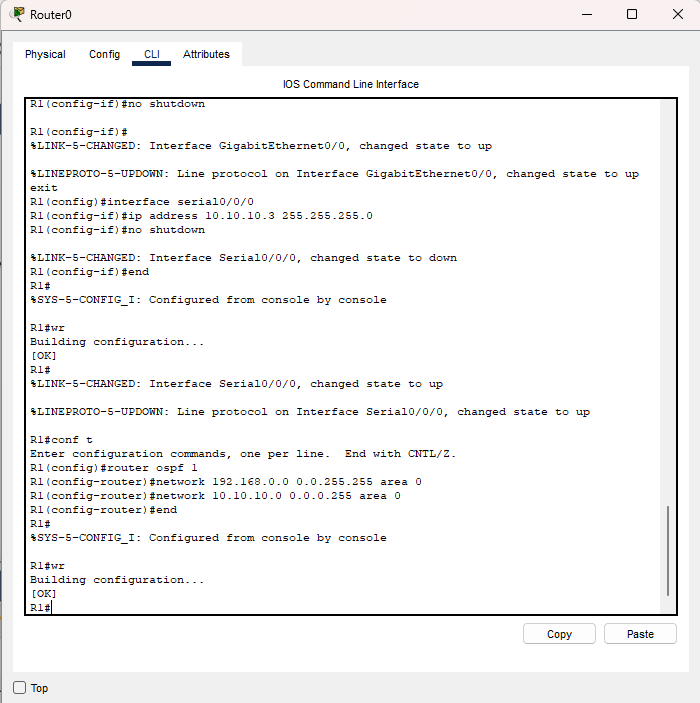 Router0
Physical Config CLI Attributes
IOS Command Line Interface
R1(config-if)#no shutdown
R1(config-if)#
%LINK-5-CHANGED: Interface GigabitEthernet0/0, changed state to up
%LINEPROTO-5-UPDOWN: Line protocol on Interface GigabitEthernet0/0, changed state to up
exit
R1(config)#interface serial0/0/0
R1(config-if)#ip address 10.10.10.3 255.255.255.0
R1(config-if)#no shutdown
%LINK-5-CHANGED: Interface Serial0/0/0, changed state to down
R1(config-if)#end
R1#
%SYS-5-CONFIG_I: Configured from console by console
R1#wr
Building configuration...
[OK]
R1#
%LINK-5-CHANGED: Interface Serial0/0/0, changed state to up
%LINEPROTO-5-UPDOWN: Line protocol on Interface Serial0/0/0, changed state to up
R1#conf t
Enter configuration commands, one per line.  End with CNTL/Z.
R1(config)#router ospf 1
R1(config-router)#network 192.168.0.0 0.0.255.255 area 0
R1(config-router)#network 10.10.10.0 0.0.0.255 area 0
R1(config-router)#end
R1#
%SYS-5-CONFIG_I: Configured from console by console
R1#wr
Building configuration...
[OK]
R1#
Copy Paste
Top